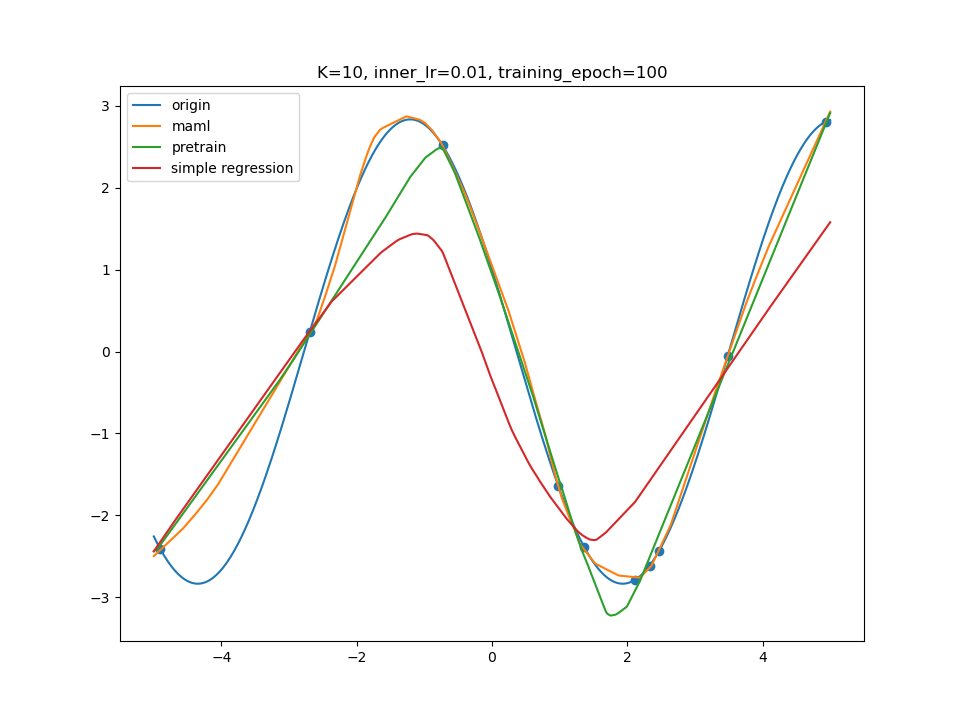 K=10, inner_lr=0.01, training_epoch=100
origin
maml
pretrain
simple regression
3
2
1
0
−1
−2
−3
−4
−2
0
2
4